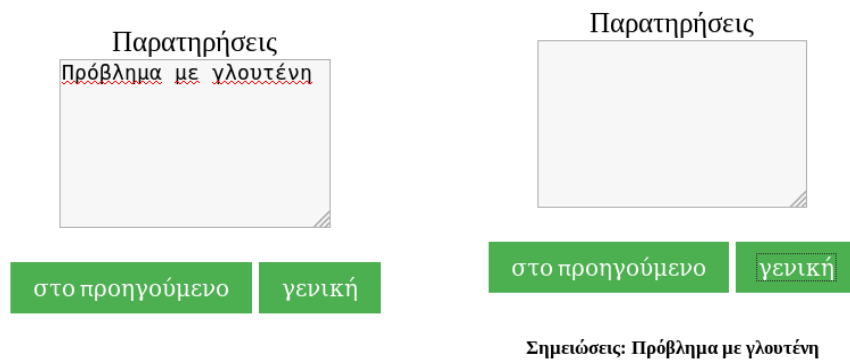 Παρατηρήσεις
Πρόβλημα με γλουτένη
στο προηγούμενο γενική
Παρατηρήσεις
στο προηγούμενο γενική
Σημειώσεις: Πρόβλημα με γλουτένη